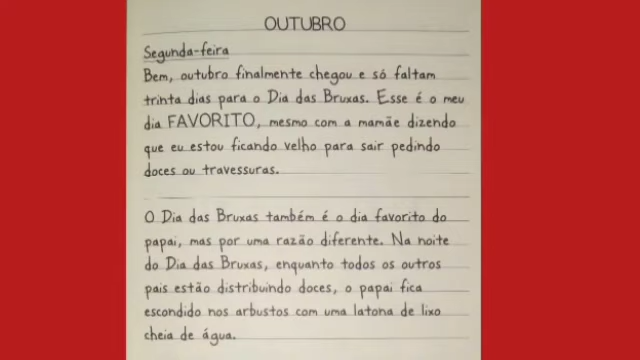 OUTUBRO
Segunda-feira
Bem, outubro finalmente chegou e só faltam
trinta dias para o Dia das Bruxas. Esse é o meu
dia FAVORITO, mesmo com a mamãe dizendo
que eu estou ficando velho para sair pedindo
doces ou travessuras.
O Dia das Bruxas também é o dia favorito do
papai, mas por uma razão diferente. Na noite
do Dia das Bruxas, enquanto todos os outros
pais estão distribuindo doces, o papai fica
escondido nos arbustos com uma latona de lixo
cheia de água.